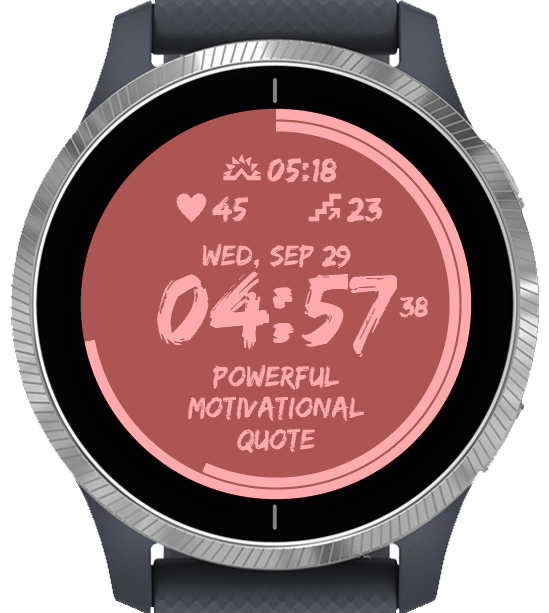 05:18
45 23
WED, SEP 29
04:57 38
POWERFUL
MOTIVATIONAL
QUOTE